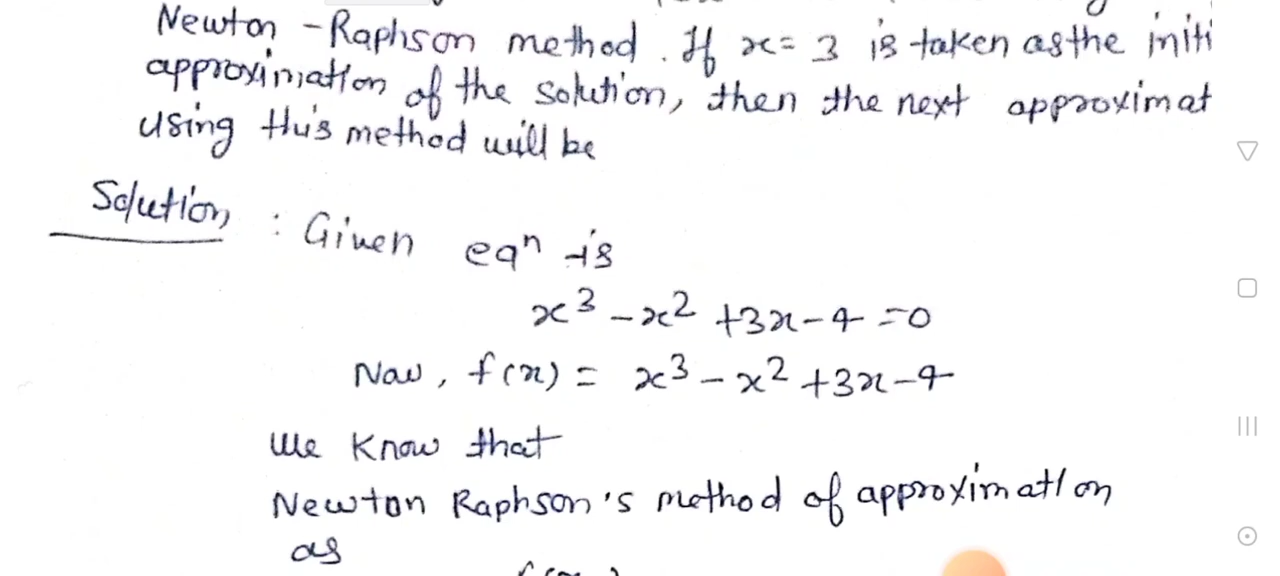 Newton - Raphson method. If x = 3 is taken as the initi
approximation of the solution, then the next approximat
using this method will be
Solution : Given eqⁿ is
x³ - x² + 3x - 4 = 0
Now, f(x) = x³ - x² + 3x - 4
We Know that
Newton Raphson's method of approximation
as